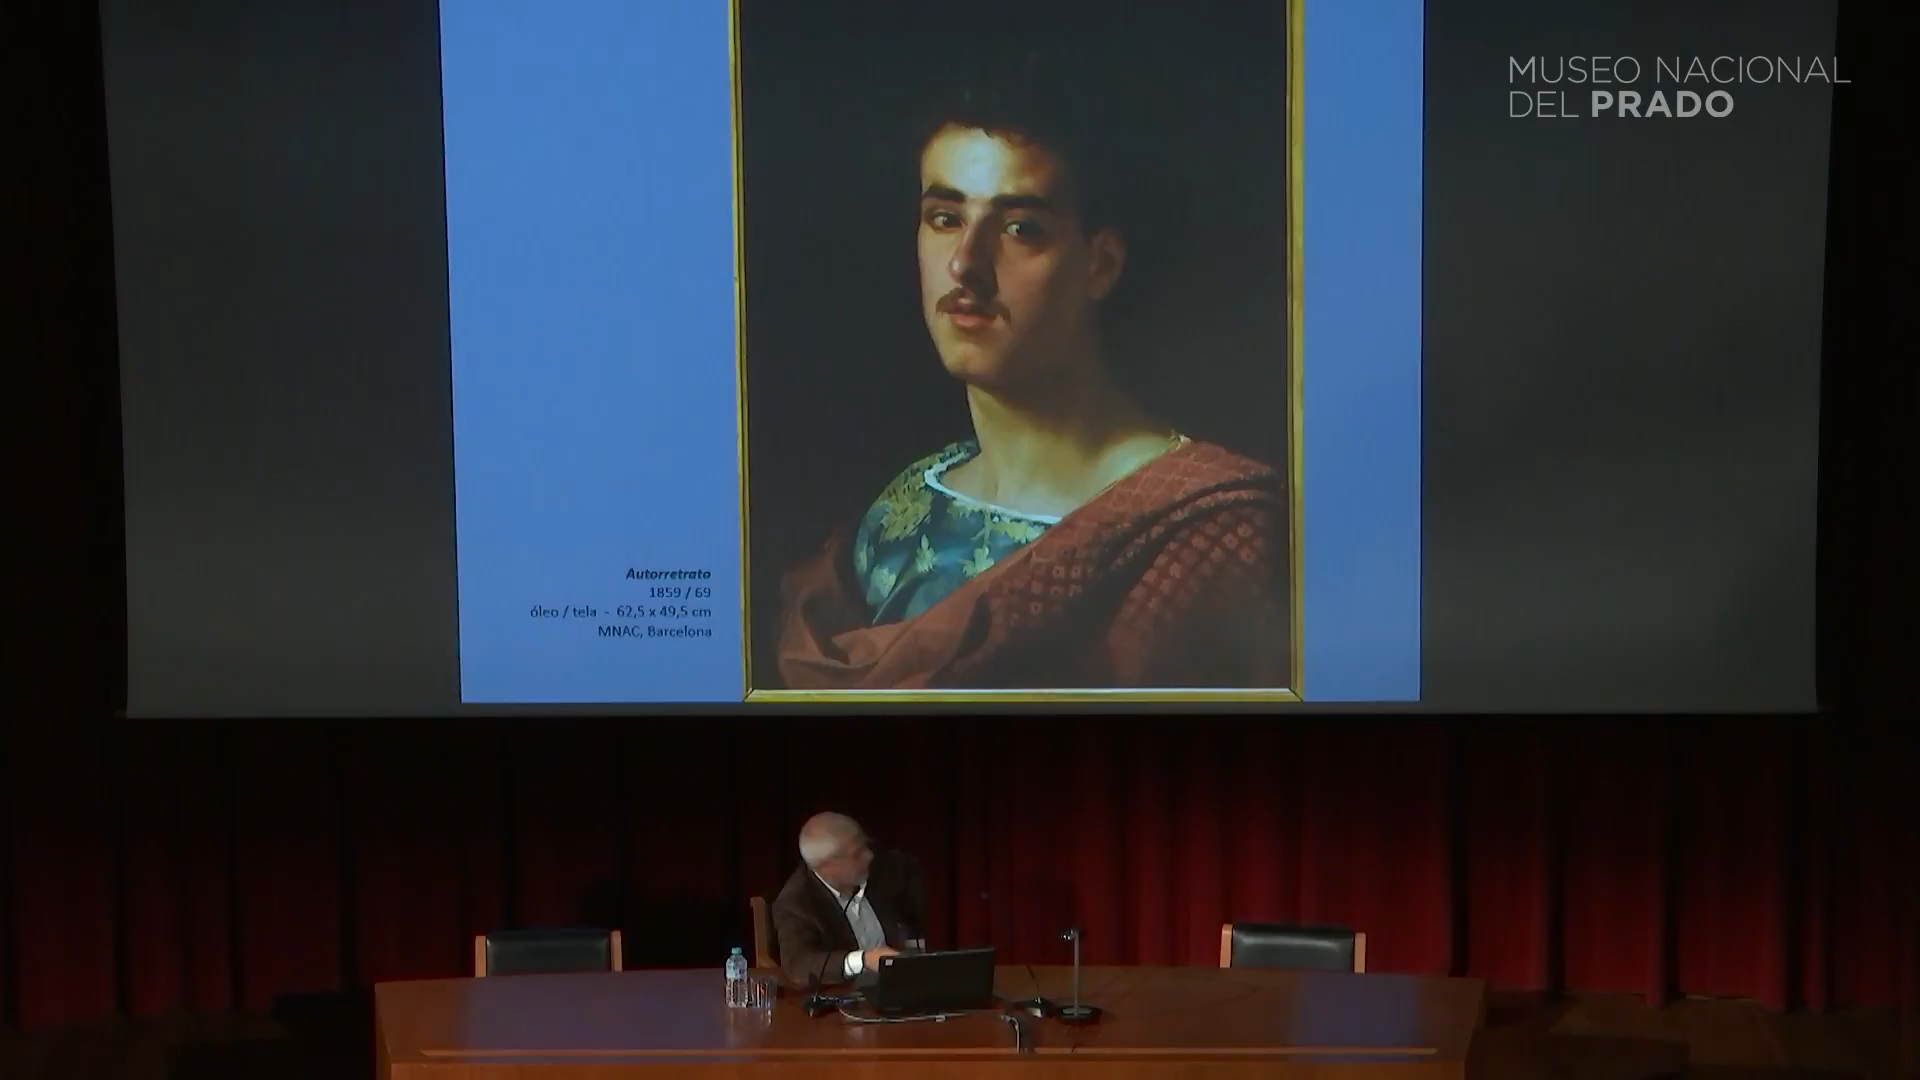 MUSEO NACIONAL
DEL PRADO
Autorretrato
1859 / 69
óleo / tela - 62,5 x 49,5 cm
MNAC, Barcelona